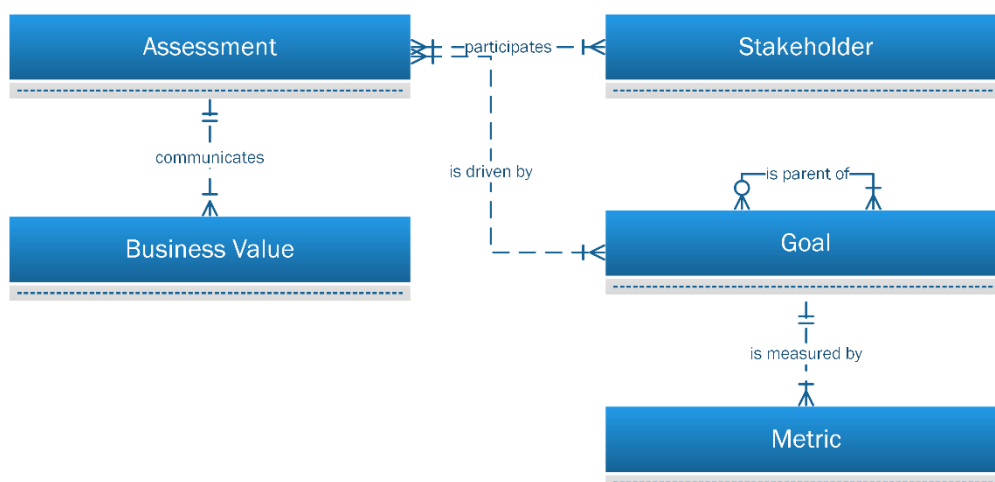 Assessment
participates
Stakeholder
communicates
is driven by
is parent of
Business Value
Goal
is measured by
Metric